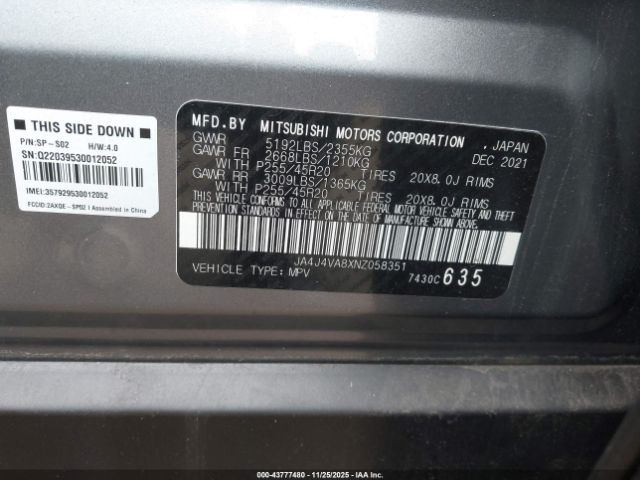 THIS SIDE DOWN
P/N:SP-S02 H/W:4.0
SN:Q22039530012052
IMEI:357929530012052
FCCID:2AXQE-SP02 | Assembled in China
MFD.BY MITSUBISHI MOTORS CORPORATION , JAPAN
GVWR 5192LBS/2355KG DEC 2021
GAWR FR 2668LBS/1210KG
WITH P255/45R20 TIRES 20X8.0J RIMS
GAWR RR 3009LBS/1365KG
WITH P255/45R20 TIRES 20X8.0J RIMS
THIS VEHICLE CONFORMS TO ALL APPLICABLE FEDERAL MOTOR VEHICLE SAFETY AND THEFT
PREVENTION STANDARDS IN EFFECT ON THE DATE OF MANUFACTURE SHOWN ABOVE.
JA4J4VA8XNZ058351
VEHICLE TYPE:MPV 7430C 635
000-43777480 - 11/25/2025 - IAAI.COM